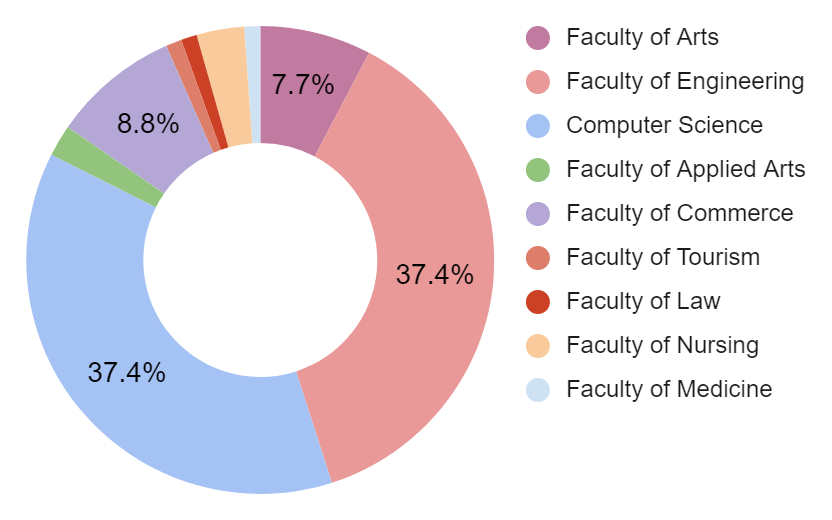 7.7%
8.8%
37.4%
37.4%
Faculty of Arts
Faculty of Engineering
Computer Science
Faculty of Applied Arts
Faculty of Commerce
Faculty of Tourism
Faculty of Law
Faculty of Nursing
Faculty of Medicine